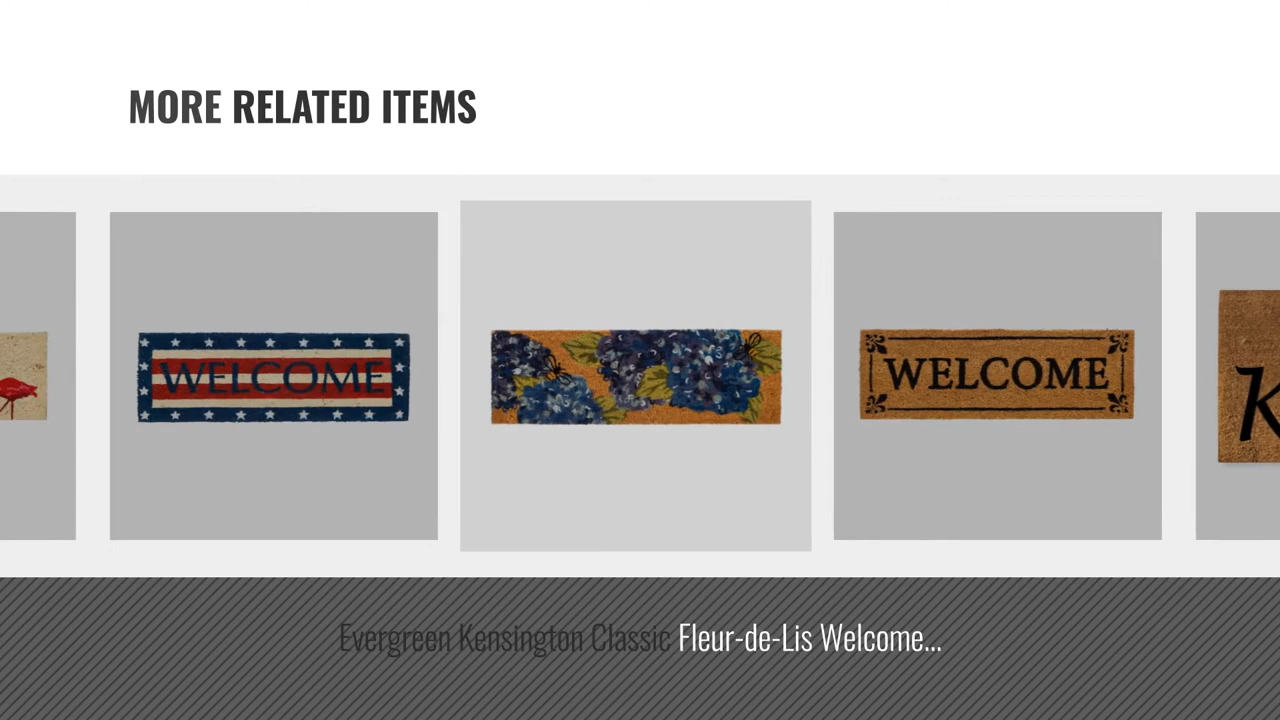 MORE RELATED ITEMS
WELCOME
WELCOME
K
Evergreen Kensington Classic Fleur-de-Lis Welcome...